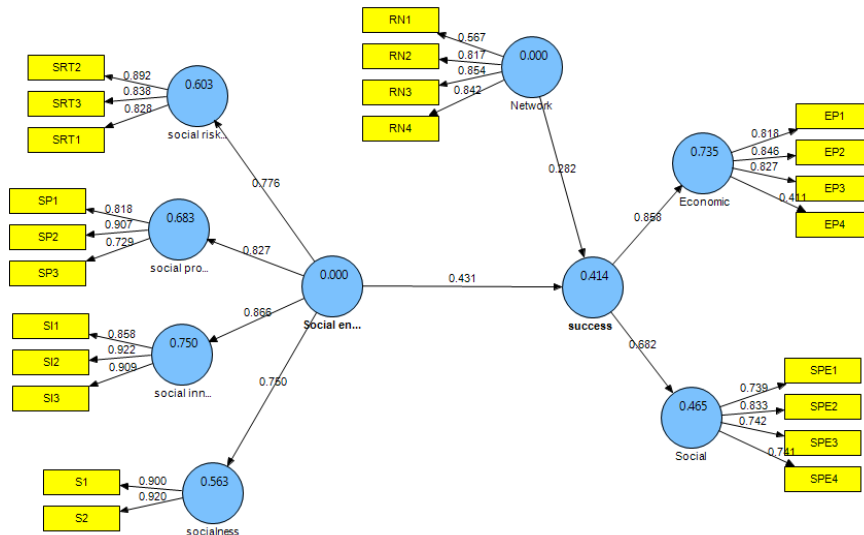 RN1
0.567
RN2
0.817
RN3
0.854
RN4
0.842
0.000
Network
SRT2
0.892
SRT3
0.838
SRT1
0.828
0.603
social risk...
EP1
0.818
EP2
0.846
EP3
0.827
EP4
0.411
0.735
Economic
0.776
0.282
0.858
SP1
0.818
SP2
0.907
SP3
0.729
0.683
social pro...
0.827
0.000
Social en...
0.431
0.414
success
SI1
0.858
SI2
0.922
SI3
0.909
0.750
social inn...
0.866
0.750
0.682
SPE1
0.739
SPE2
0.833
SPE3
0.742
SPE4
0.741
0.465
Social
S1
0.900
S2
0.920
0.563
socialness